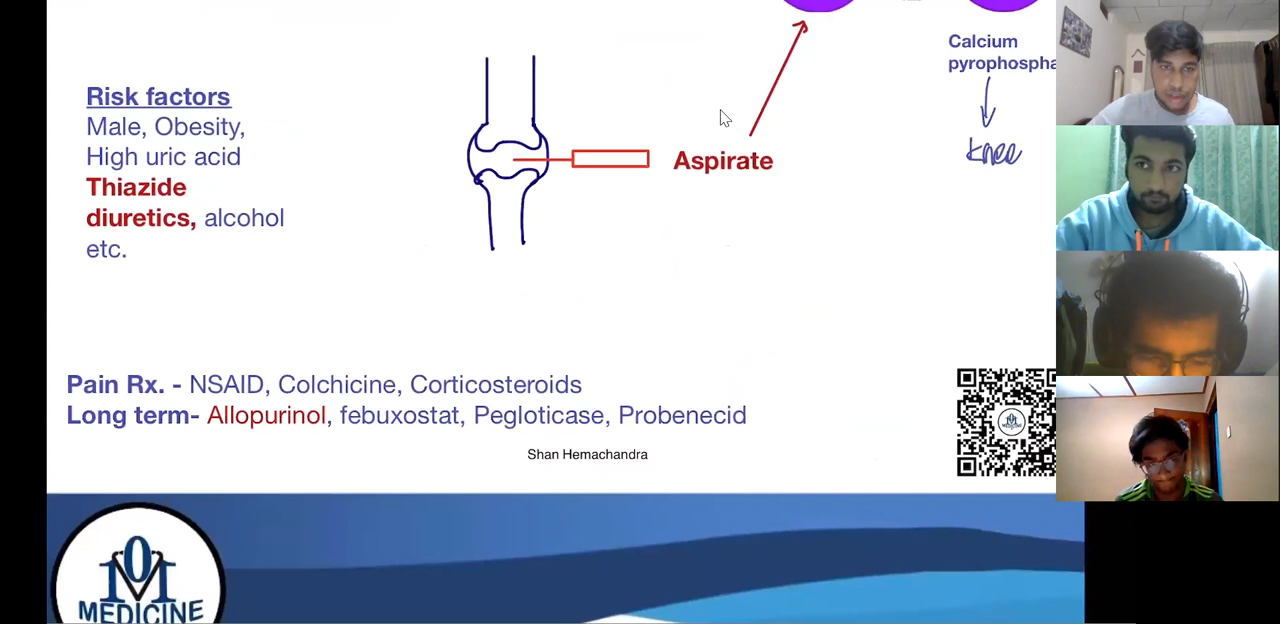 Calcium
pyrophospha
Knee
Risk factors
Male, Obesity,
High uric acid
Thiazide
diuretics, alcohol
etc.
Aspirate
Pain Rx. - NSAID, Colchicine, Corticosteroids
Long term- Allopurinol, febuxostat, Pegloticase, Probenecid
Shan Hemachandra
101
MEDICINE